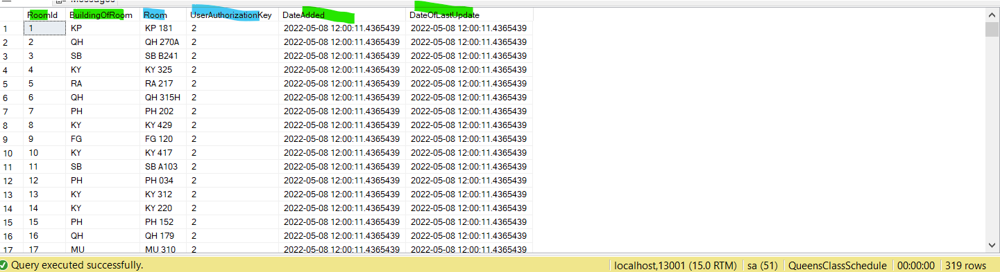 Messages
RoomId BuildingOfRoom Room UserAuthorizationKey DateAdded DateOfLastUpdate
1 1 KP KP 181 2 2022-05-08 12:00:11.4365439 2022-05-08 12:00:11.4365439
2 2 QH QH 270A 2 2022-05-08 12:00:11.4365439 2022-05-08 12:00:11.4365439
3 3 SB SB B241 2 2022-05-08 12:00:11.4365439 2022-05-08 12:00:11.4365439
4 4 KY KY 325 2 2022-05-08 12:00:11.4365439 2022-05-08 12:00:11.4365439
5 5 RA RA 217 2 2022-05-08 12:00:11.4365439 2022-05-08 12:00:11.4365439
6 6 QH QH 315H 2 2022-05-08 12:00:11.4365439 2022-05-08 12:00:11.4365439
7 7 PH PH 202 2 2022-05-08 12:00:11.4365439 2022-05-08 12:00:11.4365439
8 8 KY KY 429 2 2022-05-08 12:00:11.4365439 2022-05-08 12:00:11.4365439
9 9 FG FG 120 2 2022-05-08 12:00:11.4365439 2022-05-08 12:00:11.4365439
10 10 KY KY 417 2 2022-05-08 12:00:11.4365439 2022-05-08 12:00:11.4365439
11 11 SB SB A103 2 2022-05-08 12:00:11.4365439 2022-05-08 12:00:11.4365439
12 12 PH PH 034 2 2022-05-08 12:00:11.4365439 2022-05-08 12:00:11.4365439
13 13 KY KY 312 2 2022-05-08 12:00:11.4365439 2022-05-08 12:00:11.4365439
14 14 KY KY 220 2 2022-05-08 12:00:11.4365439 2022-05-08 12:00:11.4365439
15 15 PH PH 152 2 2022-05-08 12:00:11.4365439 2022-05-08 12:00:11.4365439
16 16 QH QH 179 2 2022-05-08 12:00:11.4365439 2022-05-08 12:00:11.4365439
17 17 MU MU 310 2 2022-05-08 12:00:11.4365439 2022-05-08 12:00:11.4365439
Query executed successfully. localhost,13001 (15.0 RTM) sa (51) QueensClassSchedule 00:00:00 319 rows